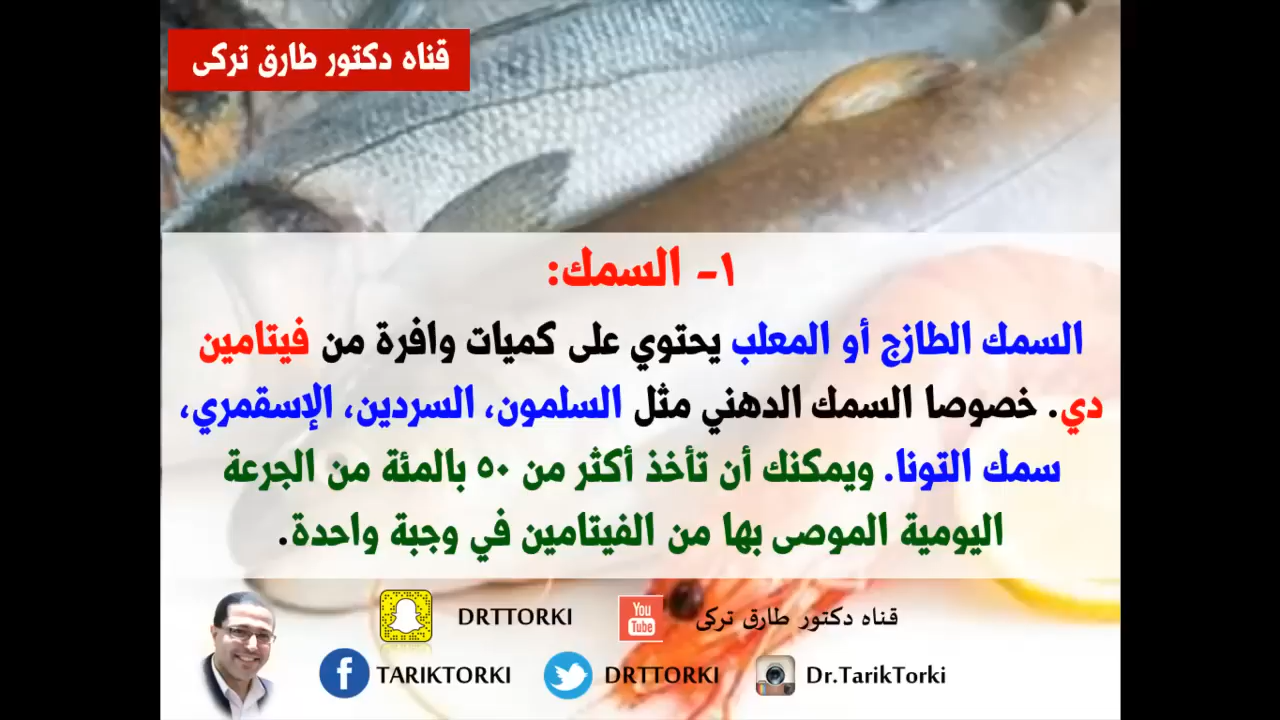 قناه دكتور طارق تركى
١- السمك:
السمك الطازج أو المعلب يحتوي على كميات وافرة من فيتامين
دي. خصوصا السمك الدهني مثل السلمون، السردين، الإسقمري،
سمك التونا. ويمكنك أن تأخذ أكثر من ٥٠ بالمئة من الجرعة
اليومية الموصى بها من الفيتامين في وجبة واحدة.
DRTTORKI
You Tube
قناه دكتور طارق تركى
TARIKTORKI
DRTTORKI
Dr.TarikTorki